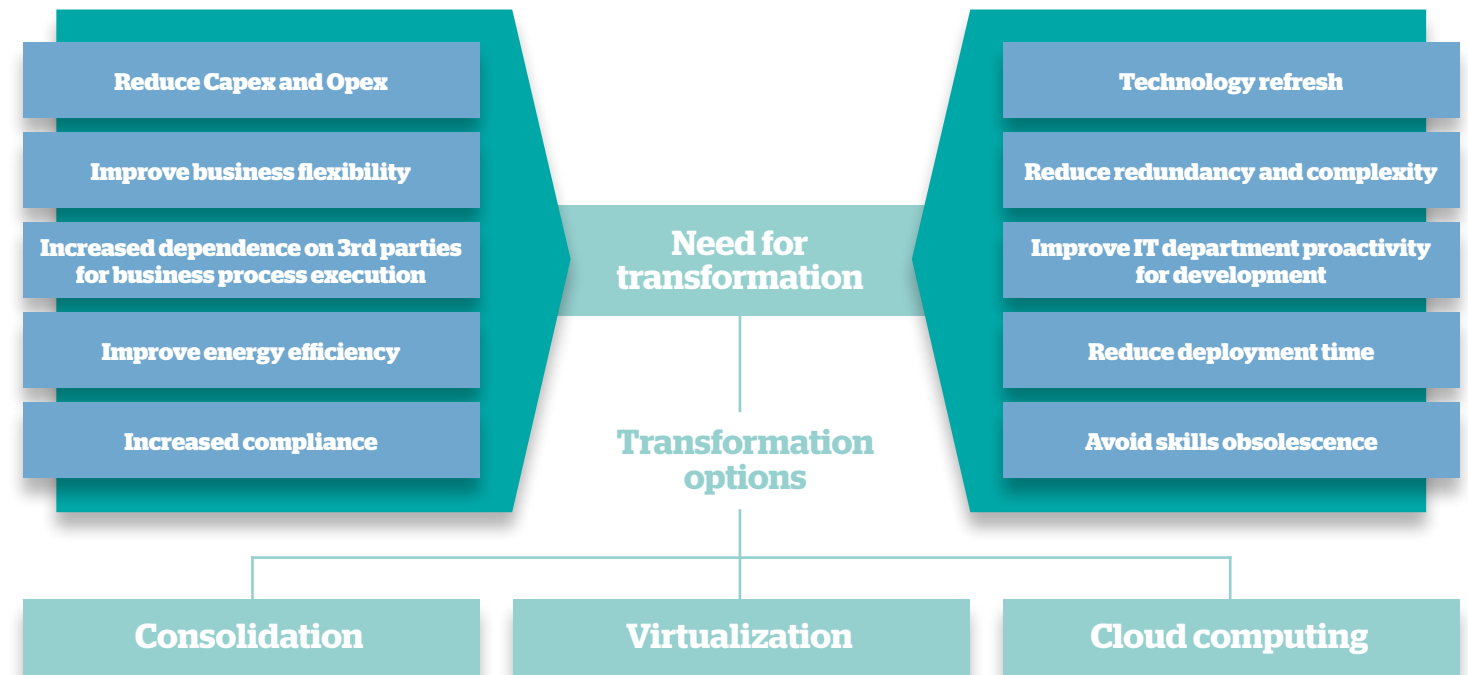 Reduce Capex and Opex
Improve business flexibility
Increased dependence on 3rd parties
for business process execution
Improve energy efficiency
Increased compliance
Need for
transformation
Transformation
options
Technology refresh
Reduce redundancy and complexity
Improve IT department proactivity
for development
Reduce deployment time
Avoid skills obsolescence
Consolidation
Virtualization
Cloud computing